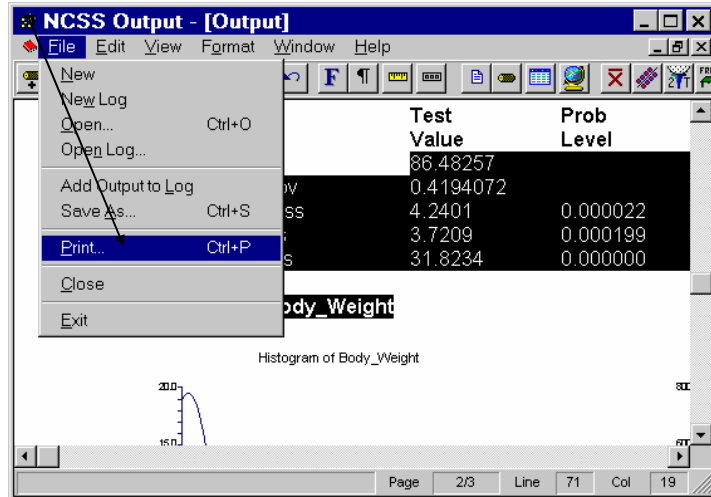 NCSS Output - [Output]
File Edit View Format Window Help
New
New Log
Open... Ctrl+O
Open Log...
Add Output to Log
Save As... Ctrl+S
Print... Ctrl+P
Close
Exit
F ¶
Test Prob
Value Level
86.48257
ov 0.4194072
ss 4.2401 0.000022
3.7209 0.000199
s 31.8234 0.000000
ody_Weight
Histogram of Body_Weight
20.0
15.0
Page 2/3 Line 71 Col 19